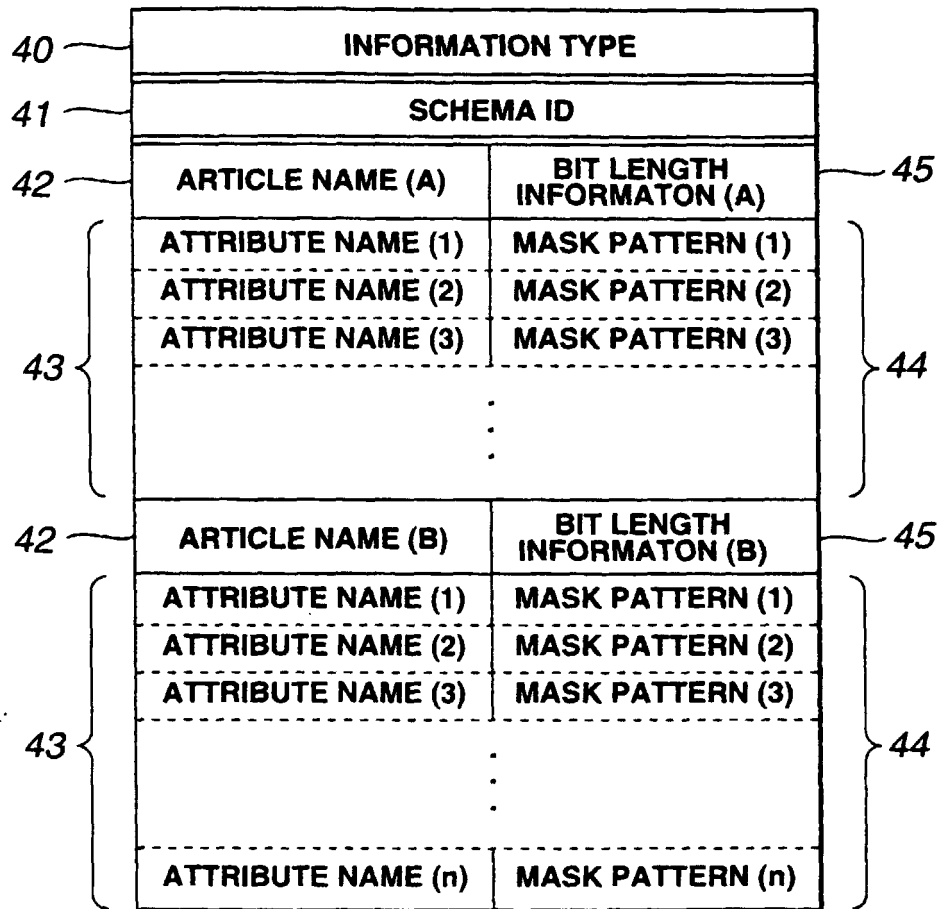 40 INFORMATION TYPE
41 SCHEMA ID
42 ARTICLE NAME (A) BIT LENGTH INFORMATON (A) 45
ATTRIBUTE NAME (1) MASK PATTERN (1)
ATTRIBUTE NAME (2) MASK PATTERN (2)
ATTRIBUTE NAME (3) MASK PATTERN (3)
43 44
42 ARTICLE NAME (B) BIT LENGTH INFORMATON (B) 45
ATTRIBUTE NAME (1) MASK PATTERN (1)
ATTRIBUTE NAME (2) MASK PATTERN (2)
ATTRIBUTE NAME (3) MASK PATTERN (3)
43 44
ATTRIBUTE NAME (n) MASK PATTERN (n)